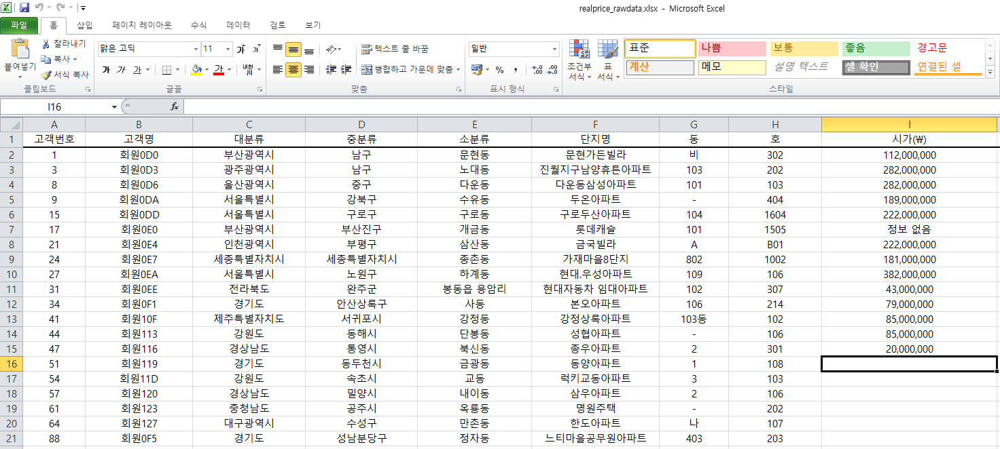 realprice_rawdata.xlsx - Microsoft Excel
파일 홈 삽입 페이지 레이아웃 수식 데이터 검토 보기
붙여넣기
잘라내기
복사
서식 복사
클립보드
맑은 고딕 11 가 가
가 가 가 가 내천
글꼴
텍스트 줄 바꿈
병합하고 가운데 맞춤
맞춤
일반
% ,
표시 형식
조건부 서식
표 서식
표준 나쁨 보통 좋음 경고문
계산 메모 설명 텍스트 셀 확인 연결된 셀
스타일
I16 fx
A B C D E F G H I
1 고객번호 고객명 대분류 중분류 소분류 단지명 동 호 시가(₩)
2 1 회원0D0 부산광역시 남구 문현동 문현가든빌라 비 302 112,000,000
3 3 회원0D3 광주광역시 남구 노대동 진월지구남양휴튼아파트 103 202 282,000,000
4 8 회원0D6 울산광역시 중구 다운동 다운동삼성아파트 101 103 282,000,000
5 9 회원0DA 서울특별시 강북구 수유동 두온아파트 - 404 189,000,000
6 15 회원0DD 서울특별시 구로구 구로동 구로두산아파트 104 1604 222,000,000
7 17 회원0E0 부산광역시 부산진구 개금동 롯데캐슬 101 1505 정보 없음
8 21 회원0E4 인천광역시 부평구 삼산동 금국빌라 A B01 222,000,000
9 24 회원0E7 세종특별자치시 세종특별자치시 종촌동 가재마을8단지 802 1002 181,000,000
10 27 회원0EA 서울특별시 노원구 하계동 현대.우성아파트 109 106 382,000,000
11 31 회원0EE 전라북도 완주군 봉동읍 용암리 현대자동차 임대아파트 102 307 43,000,000
12 34 회원0F1 경기도 안산상록구 사동 본오아파트 106 214 79,000,000
13 41 회원10F 제주특별자치도 서귀포시 강정동 강정상록아파트 103동 102 85,000,000
14 44 회원113 강원도 동해시 단봉동 성협아파트 - 106 85,000,000
15 47 회원116 경상남도 통영시 북신동 종우아파트 2 301 20,000,000
16 51 회원119 경기도 동두천시 금광동 동양아파트 1 108
17 54 회원11D 강원도 속초시 교동 럭키교동아파트 3 103
18 57 회원120 경상남도 밀양시 내이동 삼우아파트 2 106
19 61 회원123 충청남도 공주시 옥룡동 명원주택 - 202
20 64 회원127 대구광역시 수성구 만촌동 한도아파트 나 107
21 88 회원0F5 경기도 성남분당구 정자동 느티마을공무원아파트 403 203